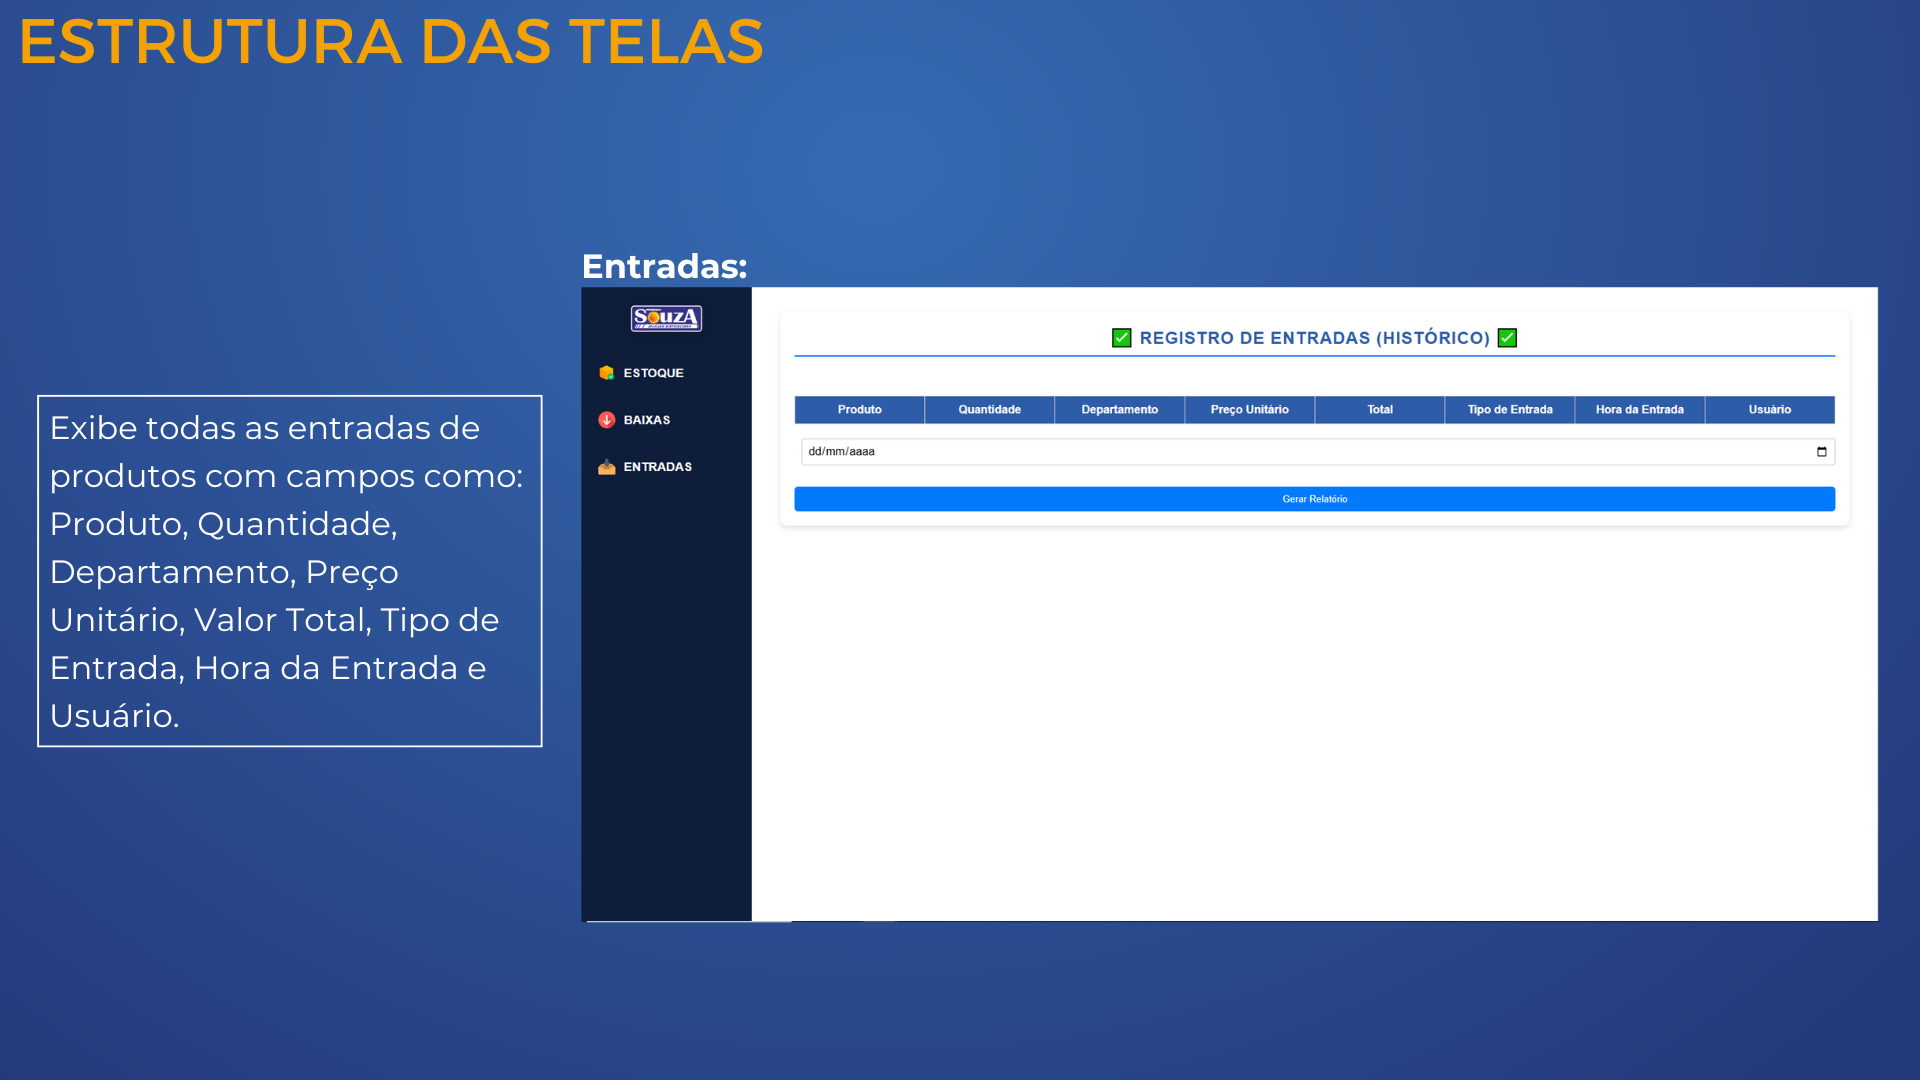 ESTRUTURA DAS TELAS
Entradas:
Exibe todas as entradas de
produtos com campos como:
Produto, Quantidade,
Departamento, Preço
Unitário, Valor Total, Tipo de
Entrada, Hora da Entrada e
Usuário.
SouzA
ESTOQUE
BAIXAS
ENTRADAS
REGISTRO DE ENTRADAS (HISTÓRICO)
Produto Quantidade Departamento Preço Unitário Total Tipo de Entrada Hora da Entrada Usuário
dd/mm/aaaa
Gerar Relatório